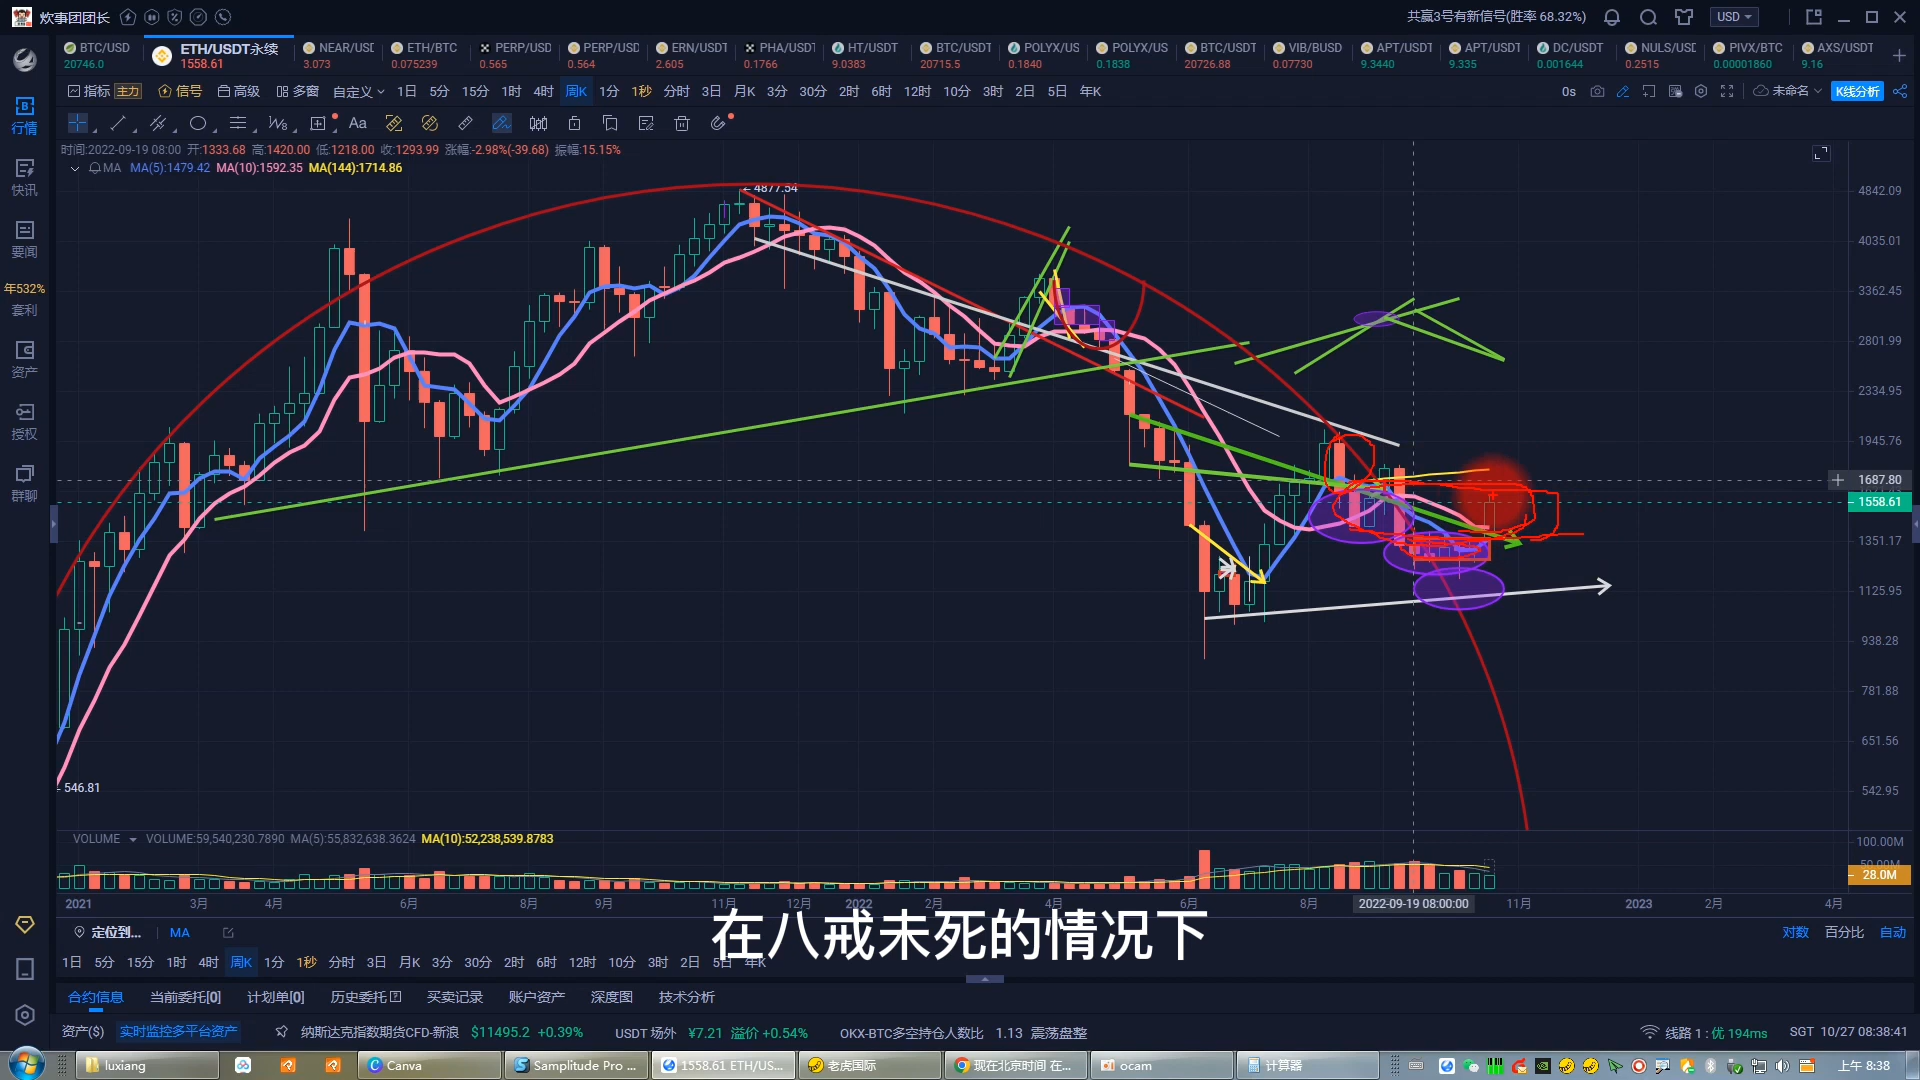 炊事团团长
共赢3号有新信号(胜率 68.32%)
USD
BTC/USD ETH/USDT永续 NEAR/USD ETH/BTC PERP/USD PERP/USD ERN/USDT PHA/USDT HT/USDT BTC/USDT POLYX/US POLYX/US BTC/USDT VIB/BUSD APT/USDT APT/USDT DC/USDT NULS/USD PIVX/BTC AXS/USDT
20746.0 1558.61 3.073 0.075239 0.565 0.564 2.605 0.1766 9.0383 20715.5 0.1840 0.1838 20726.88 0.07730 9.3440 9.335 0.001644 0.2515 0.00001860 9.16
指标 主力 信号 高级 多窗 自定义 1日 5分 15分 1时 4时 周K 1分 1秒 分时 3日 月K 3分 30分 2时 6时 12时 10分 3时 2日 5日 年K 0s 未命名 K线分析
Aa
时间:2022-09-19 08:00 开:1333.68 高:1420.00 低:1218.00 收:1293.99 涨幅:-2.98%(-39.68) 振幅:15.15%
MA MA(5):1479.42 MA(10):1592.35 MA(144):1714.86
行情
快讯
要闻
年532%
套利
资产
授权
群聊
4877.54
546.81
4842.09
4035.01
3362.45
2801.99
2334.95
1945.76
1687.80
1558.61
1351.17
1125.95
938.28
781.88
651.56
542.95
VOLUME VOLUME:59,540,230.7890 MA(5):55,832,638.3624 MA(10):52,238,539.8783
100.00M
28.0M
2021 3月 4月 6月 8月 9月 11月 12月 2022 2月 4月 6月 8月 2022-09-19 08:00:00 11月 2023 2月 4月
在八戒未死的情况下
定位到... MA 对数 百分比 自动
1日 5分 15分 1时 4时 周K 1分 1秒 分时 3日 月K 3分 30分 2时 6时 12时 10分 3时 2日 5日 年K
合约信息 当前委托[0] 计划单[0] 历史委托 买卖记录 账户资产 深度图 技术分析
资产($) 实时监控多平台资产 纳斯达克指数期货CFD-新浪 $11495.2 +0.39% USDT 场外 ¥7.21 溢价 +0.54% OKX-BTC多空持仓人数比 1.13 震荡盘整 线路 1 : 优 194ms SGT 10/27 08:38:41
luxiang Canva Samplitude Pro ... 1558.61 ETH/US... 老虎国际 现在北京时间 在... ocam 计算器 上午 8:38